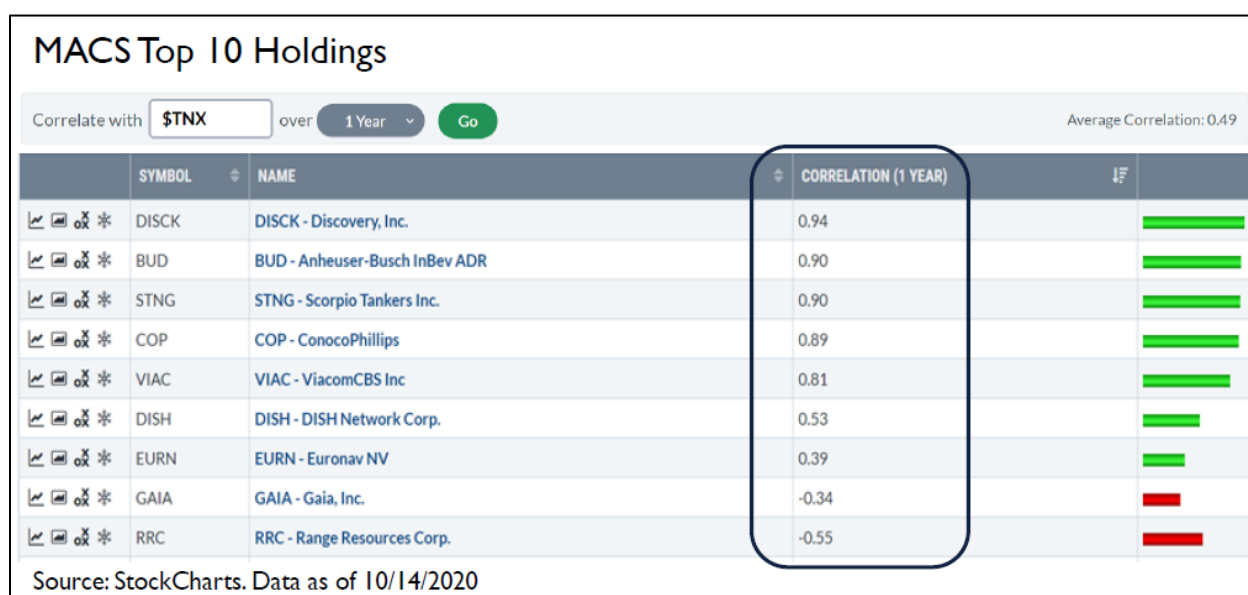 MACS Top 10 Holdings
Correlate with $TNX over 1 Year Go Average Correlation: 0.49
SYMBOL NAME CORRELATION (1 YEAR)
DISCK DISCK - Discovery, Inc. 0.94
BUD BUD - Anheuser-Busch InBev ADR 0.90
STNG STNG - Scorpio Tankers Inc. 0.90
COP COP - ConocoPhillips 0.89
VIAC VIAC - ViacomCBS Inc 0.81
DISH DISH - DISH Network Corp. 0.53
EURN EURN - Euronav NV 0.39
GAIA GAIA - Gaia, Inc. -0.34
RRC RRC - Range Resources Corp. -0.55
Source: StockCharts. Data as of 10/14/2020